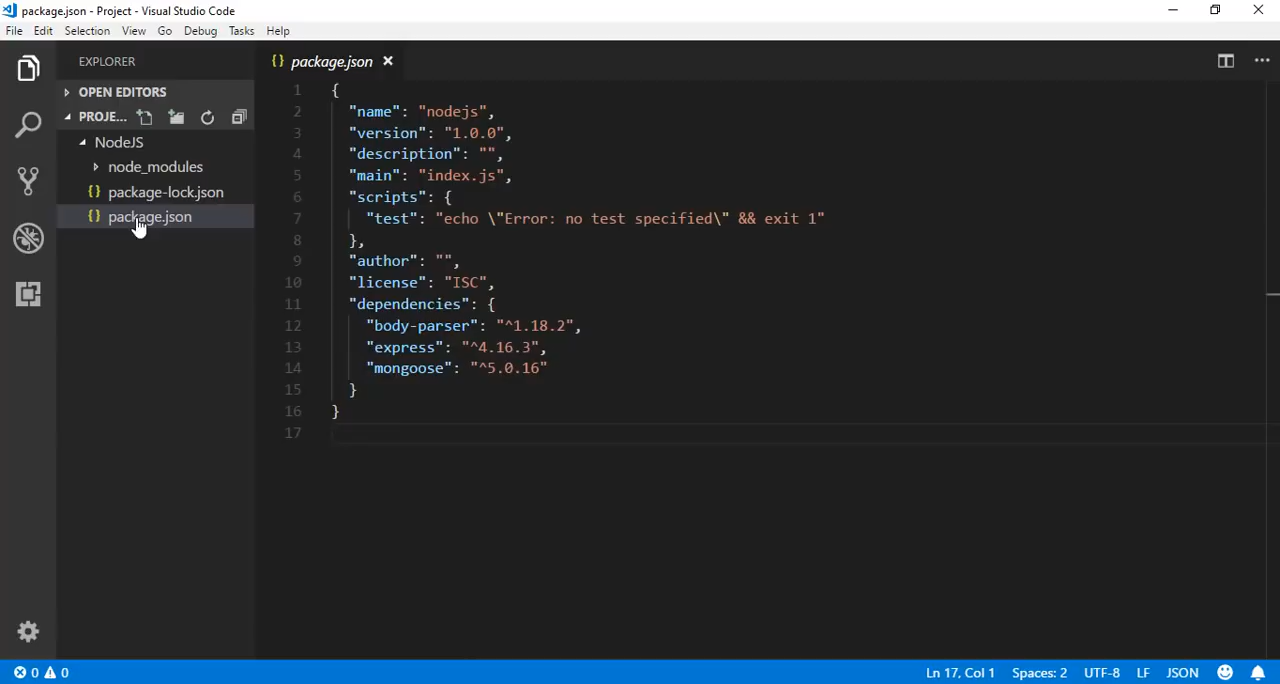 package.json - Project - Visual Studio Code
File Edit Selection View Go Debug Tasks Help
EXPLORER
OPEN EDITORS
PROJE...
NodeJS
node_modules
package-lock.json
package.json
package.json
1 {
2 "name": "nodejs",
3 "version": "1.0.0",
4 "description": "",
5 "main": "index.js",
6 "scripts": {
7 "test": "echo \"Error: no test specified\" && exit 1"
8 },
9 "author": "",
10 "license": "ISC",
11 "dependencies": {
12 "body-parser": "^1.18.2",
13 "express": "^4.16.3",
14 "mongoose": "^5.0.16"
15 }
16 }
17
0 0 Ln 17, Col 1 Spaces: 2 UTF-8 LF JSON